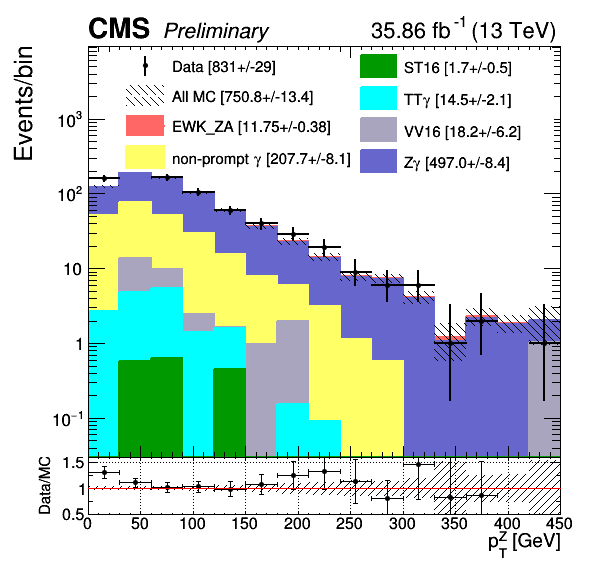 CMS Preliminary 35.86 fb⁻¹ (13 TeV)
Events/bin
Data [831+/-29]
All MC [750.8+/-13.4]
EWK_ZA [11.75+/-0.38]
non-prompt γ [207.7+/-8.1]
ST16 [1.7+/-0.5]
TTγ [14.5+/-2.1]
VV16 [18.2+/-6.2]
Zγ [497.0+/-8.4]
10³
10²
10
1
10⁻¹
Data/MC
1.5
1
0.5
0 50 100 150 200 250 300 350 400 450
p_T^Z [GeV]